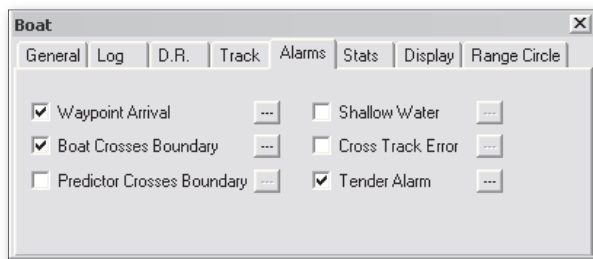 Boat
General Log D.R. Track Alarms Stats Display Range Circle
Waypoint Arrival --- Shallow Water ---
Boat Crosses Boundary --- Cross Track Error ---
Predictor Crosses Boundary --- Tender Alarm ---